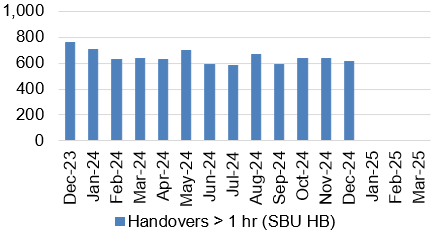 1,000
800
600
400
200
0
Dec-23
Jan-24
Feb-24
Mar-24
Apr-24
May-24
Jun-24
Jul-24
Aug-24
Sep-24
Oct-24
Nov-24
Dec-24
Jan-25
Feb-25
Mar-25
Handovers > 1 hr (SBU HB)